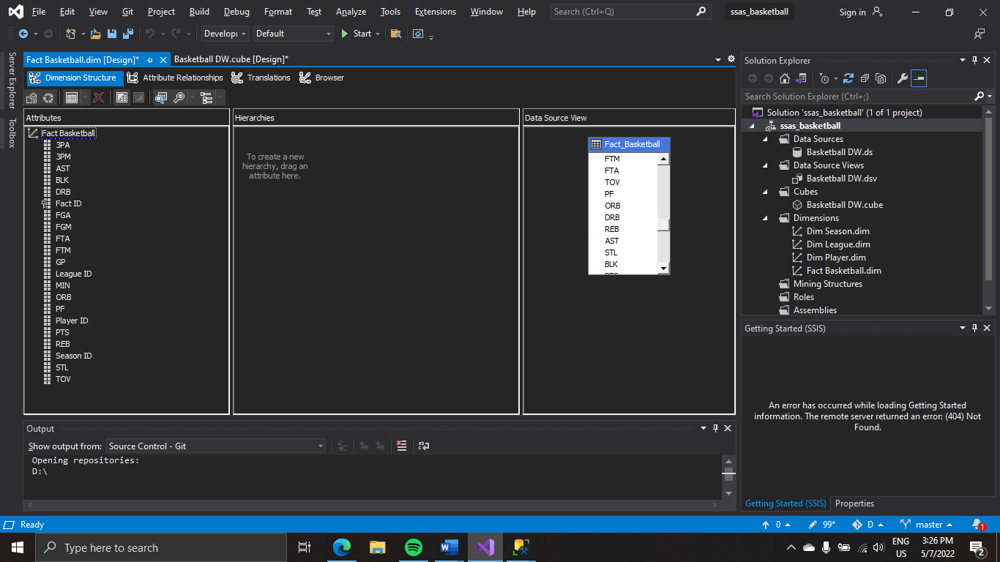 File Edit View Git Project Build Debug Format Test Analyze Tools Extensions Window Help Search (Ctrl+Q) ssas_basketball Sign in
Developr Default Start
Server Explorer
Toolbox
Fact Basketball.dim [Design]* Basketball DW.cube [Design]*
Dimension Structure Attribute Relationships Translations Browser
Attributes
Fact Basketball
3PA
3PM
AST
BLK
DRB
Fact ID
FGA
FGM
FTA
FTM
GP
League ID
MIN
ORB
PF
Player ID
PTS
REB
Season ID
STL
TOV
Hierarchies
To create a new
hierarchy, drag an
attribute here.
Data Source View
Fact_Basketball
FTM
FTA
TOV
PF
ORB
DRB
REB
AST
STL
BLK
Output
Show output from: Source Control - Git
Opening repositories:
D:\
Solution Explorer
Search Solution Explorer (Ctrl+;)
Solution 'ssas_basketball' (1 of 1 project)
ssas_basketball
Data Sources
Basketball DW.ds
Data Source Views
Basketball DW.dsv
Cubes
Basketball DW.cube
Dimensions
Dim Season.dim
Dim League.dim
Dim Player.dim
Fact Basketball.dim
Mining Structures
Roles
Assemblies
Getting Started (SSIS)
An error has occurred while loading Getting Started
information. The remote server returned an error: (404) Not
Found.
Getting Started (SSIS) Properties
Ready 0 99* D master 1
Type here to search
ENG
US
3:26 PM
5/7/2022
2